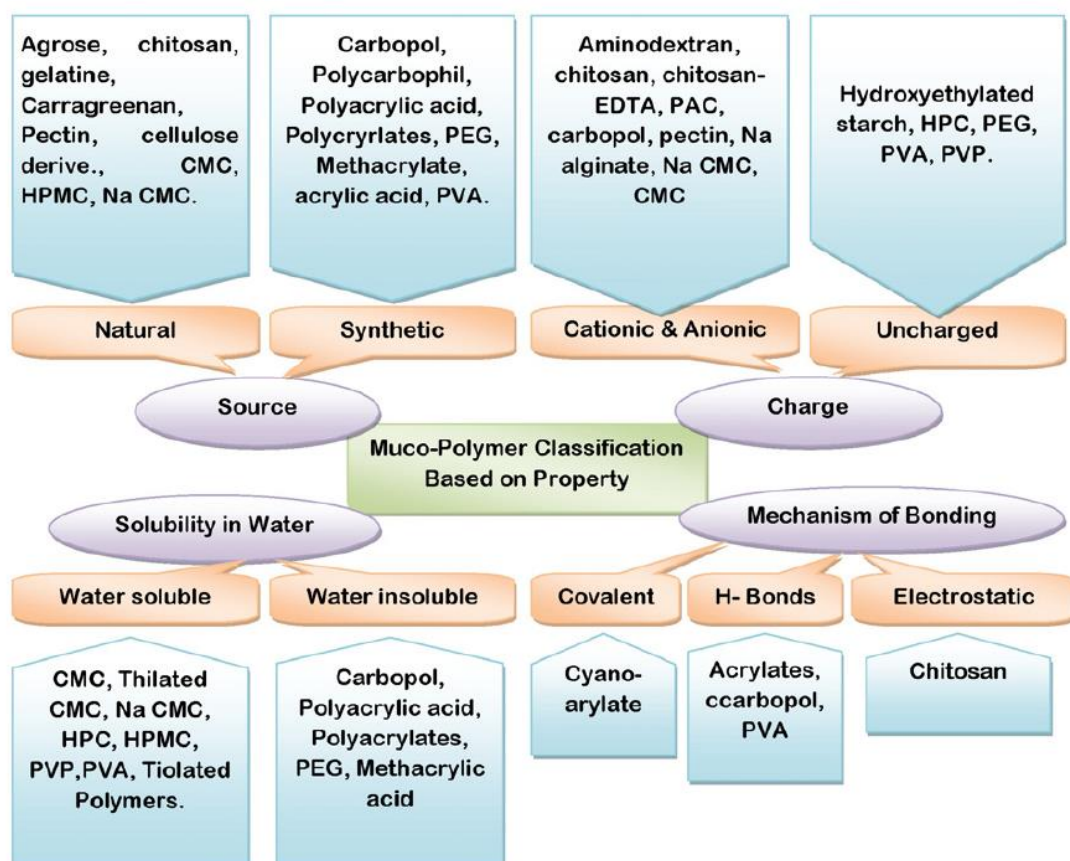 Agrose, chitosan,
gelatine,
Carragreenan,
Pectin, cellulose
derive., CMC,
HPMC, Na CMC.
Carbopol,
Polycarbophil,
Polyacrylic acid,
Polycryrlates, PEG,
Methacrylate,
acrylic acid, PVA.
Aminodextran,
chitosan, chitosan-
EDTA, PAC,
carbopol, pectin, Na
alginate, Na CMC,
CMC
Hydroxyethylated
starch, HPC, PEG,
PVA, PVP.
Natural
Synthetic
Cationic & Anionic
Uncharged
Source
Charge
Muco-Polymer Classification
Based on Property
Solubility in Water
Mechanism of Bonding
Water soluble
Water insoluble
Covalent
H- Bonds
Electrostatic
CMC, Thilated
CMC, Na CMC,
HPC, HPMC,
PVP,PVA, Tiolated
Polymers.
Carbopol,
Polyacrylic acid,
Polyacrylates,
PEG, Methacrylic
acid
Cyano-
arylate
Acrylates,
ccarbopol,
PVA
Chitosan